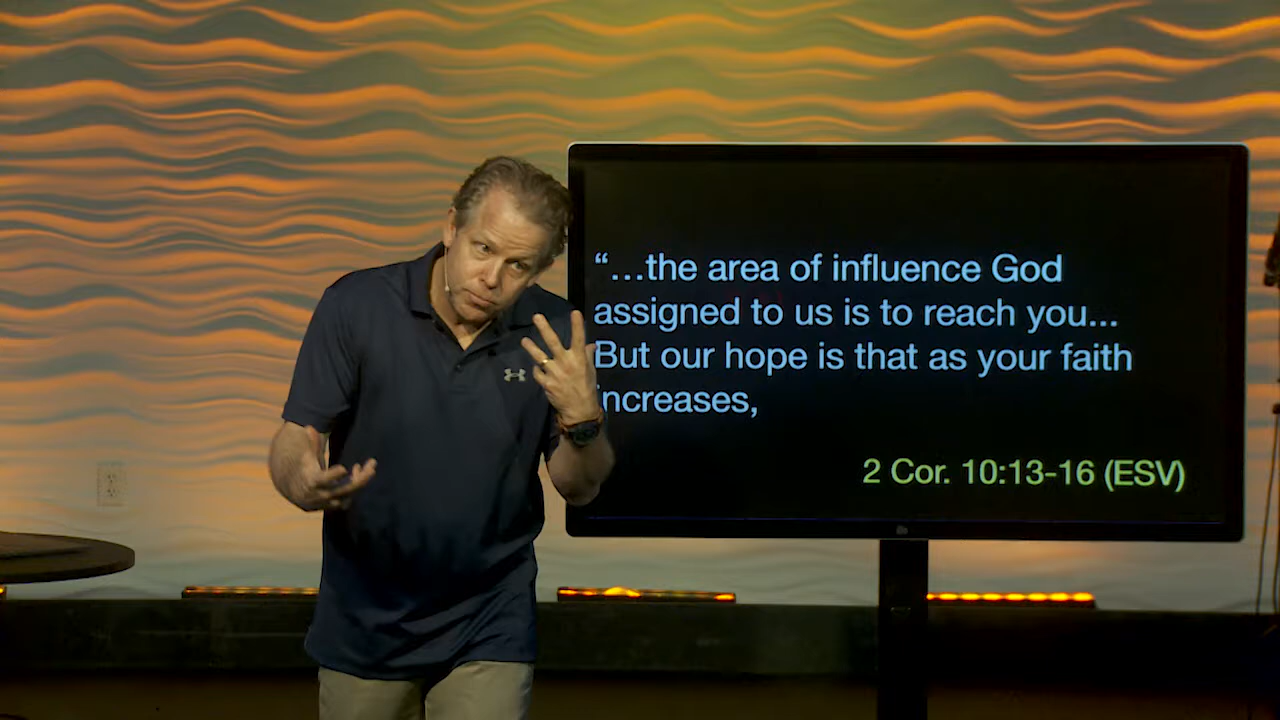 “…the area of influence God
assigned to us is to reach you...
But our hope is that as your faith
increases,
2 Cor. 10:13-16 (ESV)